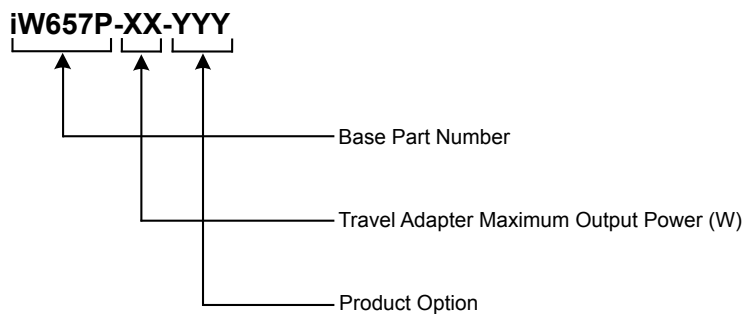 iW657P-XX-YYY
Base Part Number
Travel Adapter Maximum Output Power (W)
Product Option